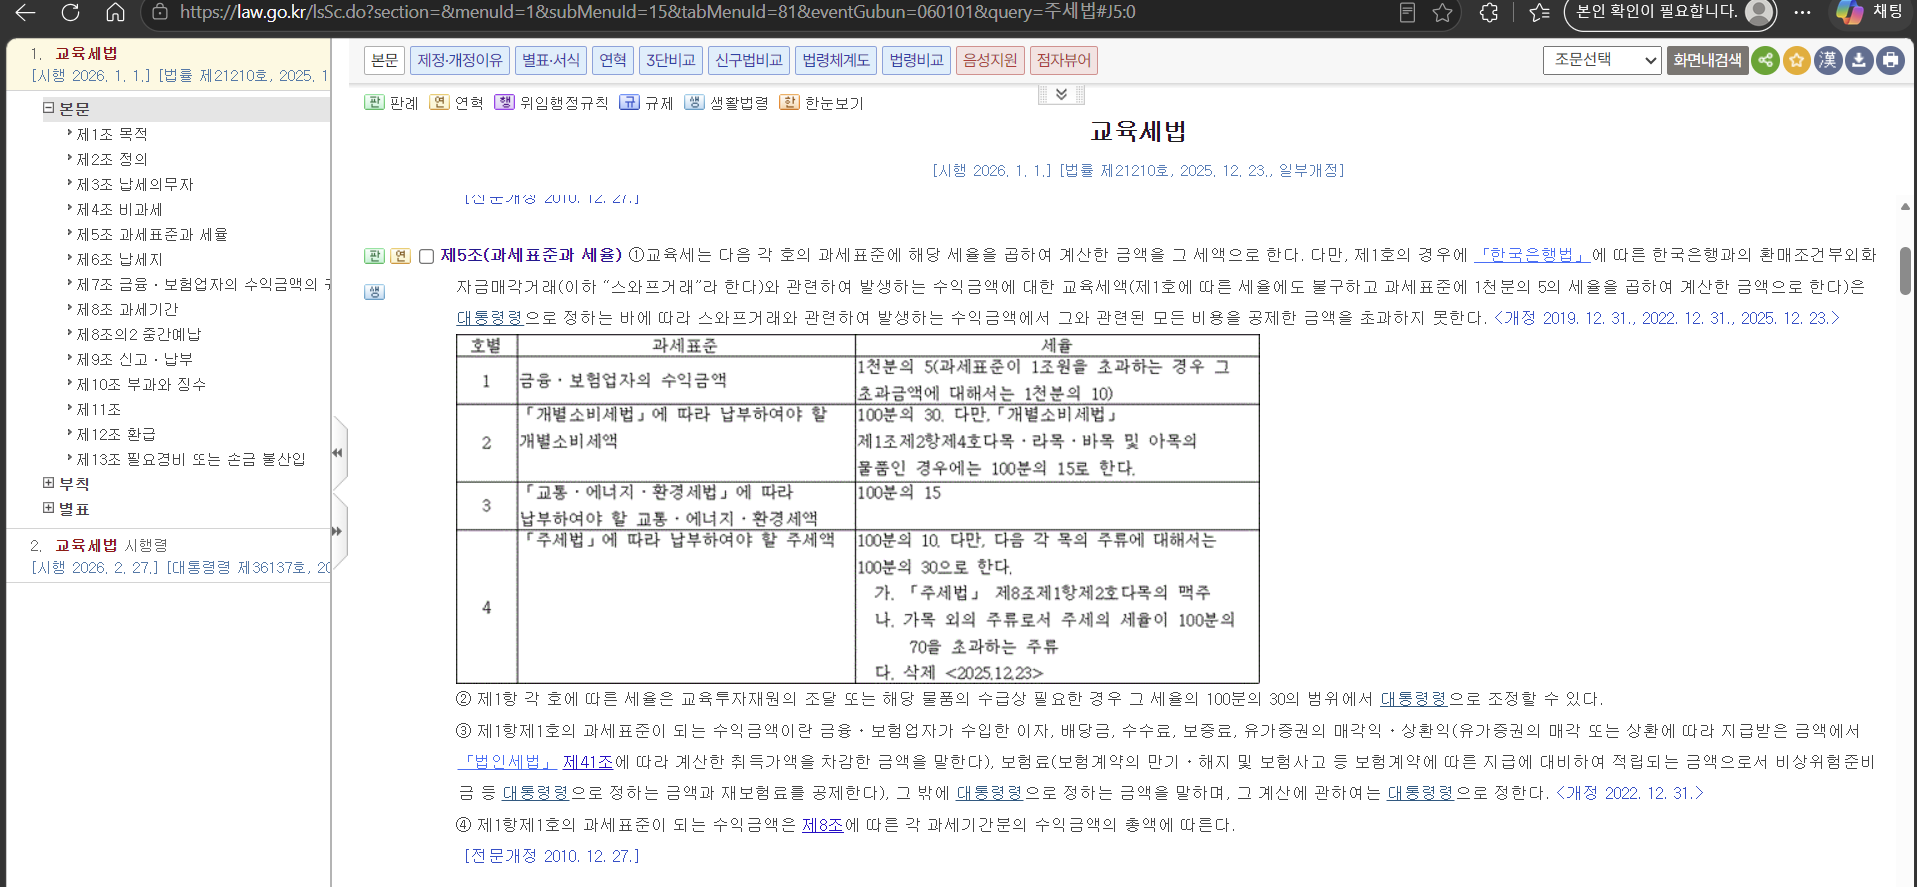 https://law.go.kr/lsSc.do?section=&menuId=1&subMenuId=15&tabMenuId=81&eventGubun=060101&query=주세법#J5:0
본인 확인이 필요합니다.
채팅
1. 교육세법
[시행 2026. 1. 1.] [법률 제21210호, 2025. 1
본문
제1조 목적
제2조 정의
제3조 납세의무자
제4조 비과세
제5조 과세표준과 세율
제6조 납세지
제7조 금융ㆍ보험업자의 수익금액의 귀
제8조 과세기간
제8조의2 중간예납
제9조 신고ㆍ납부
제10조 부과와 징수
제11조
제12조 환급
제13조 필요경비 또는 손금 불산입
부칙
별표
2. 교육세법 시행령
[시행 2026. 2. 27.] [대통령령 제36137호, 20
본문 제정·개정이유 별표·서식 연혁 3단비교 신구법비교 법령체계도 법령비교 음성지원 점자뷰어
조문선택 화면내검색 漢
판 판례 연 연혁 행 위임행정규칙 규 규제 생 생활법령 한 한눈보기
교육세법
[시행 2026. 1. 1.] [법률 제21210호, 2025. 12. 23., 일부개정]
[전문개정 2010. 12. 27.]
판 연 제5조(과세표준과 세율) ①교육세는 다음 각 호의 과세표준에 해당 세율을 곱하여 계산한 금액을 그 세액으로 한다. 다만, 제1호의 경우에 「한국은행법」에 따른 한국은행과의 환매조건부외화
생 자금매각거래(이하 “스와프거래”라 한다)와 관련하여 발생하는 수익금액에 대한 교육세액(제1호에 따른 세율에도 불구하고 과세표준에 1천분의 5의 세율을 곱하여 계산한 금액으로 한다)은
대통령령으로 정하는 바에 따라 스와프거래와 관련하여 발생하는 수익금액에서 그와 관련된 모든 비용을 공제한 금액을 초과하지 못한다. <개정 2019. 12. 31., 2022. 12. 31., 2025. 12. 23.>
호별 과세표준 세율
1 금융ㆍ보험업자의 수익금액
1천분의 5(과세표준이 1조원을 초과하는 경우 그
초과금액에 대해서는 1천분의 10)
2
「개별소비세법」에 따라 납부하여야 할
개별소비세액
100분의 30. 다만,「개별소비세법」
제1조제2항제4호다목ㆍ라목ㆍ바목 및 아목의
물품인 경우에는 100분의 15로 한다.
3
「교통ㆍ에너지ㆍ환경세법」에 따라
납부하여야 할 교통ㆍ에너지ㆍ환경세액
100분의 15
4
「주세법」에 따라 납부하여야 할 주세액
100분의 10. 다만, 다음 각 목의 주류에 대해서는
100분의 30으로 한다.
가. 「주세법」 제8조제1항제2호다목의 맥주
나. 가목 외의 주류로서 주세의 세율이 100분의
70을 초과하는 주류
다. 삭제 <2025.12.23>
② 제1항 각 호에 따른 세율은 교육투자재원의 조달 또는 해당 물품의 수급상 필요한 경우 그 세율의 100분의 30의 범위에서 대통령령으로 조정할 수 있다.
③ 제1항제1호의 과세표준이 되는 수익금액이란 금융ㆍ보험업자가 수입한 이자, 배당금, 수수료, 보증료, 유가증권의 매각익ㆍ상환익(유가증권의 매각 또는 상환에 따라 지급받은 금액에서
「법인세법」 제41조에 따라 계산한 취득가액을 차감한 금액을 말한다), 보험료(보험계약의 만기ㆍ해지 및 보험사고 등 보험계약에 따른 지급에 대비하여 적립되는 금액으로서 비상위험준비
금 등 대통령령으로 정하는 금액과 재보험료를 공제한다), 그 밖에 대통령령으로 정하는 금액을 말하며, 그 계산에 관하여는 대통령령으로 정한다. <개정 2022. 12. 31.>
④ 제1항제1호의 과세표준이 되는 수익금액은 제8조에 따른 각 과세기간분의 수익금액의 총액에 따른다.
[전문개정 2010. 12. 27.]